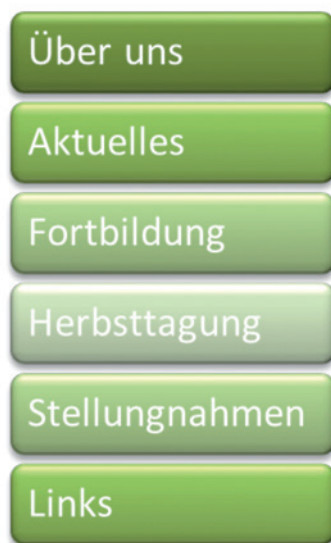 Über uns
Aktuelles
Fortbildung
Herbsttagung
Stellungnahmen
Links